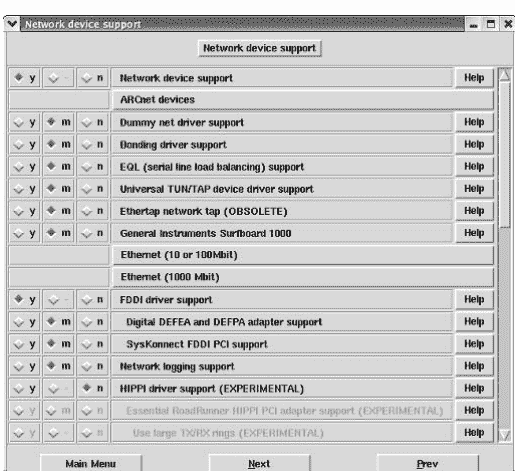 Network device support
Network device support
y - n Network device support Help
ARCnet devices
y m n Dummy net driver support Help
y m n Bonding driver support Help
y m n EQL (serial line load balancing) support Help
y m n Universal TUN/TAP device driver support Help
y m n Ethertap network tap (OBSOLETE) Help
y m n General Instruments Surfboard 1000 Help
Ethernet (10 or 100Mbit)
Ethernet (1000 Mbit)
y - n FDDI driver support Help
y m n Digital DEFEA and DEFPA adapter support Help
y m n SysKonnect FDDI PCI support Help
y m n Network logging support Help
y - n HIPPI driver support (EXPERIMENTAL) Help
y m n Essential RoadRunner HIPPI PCI adapter support (EXPERIMENTAL) Help
y - n Use large TX/RX rings (EXPERIMENTAL) Help
Main Menu Next Prev